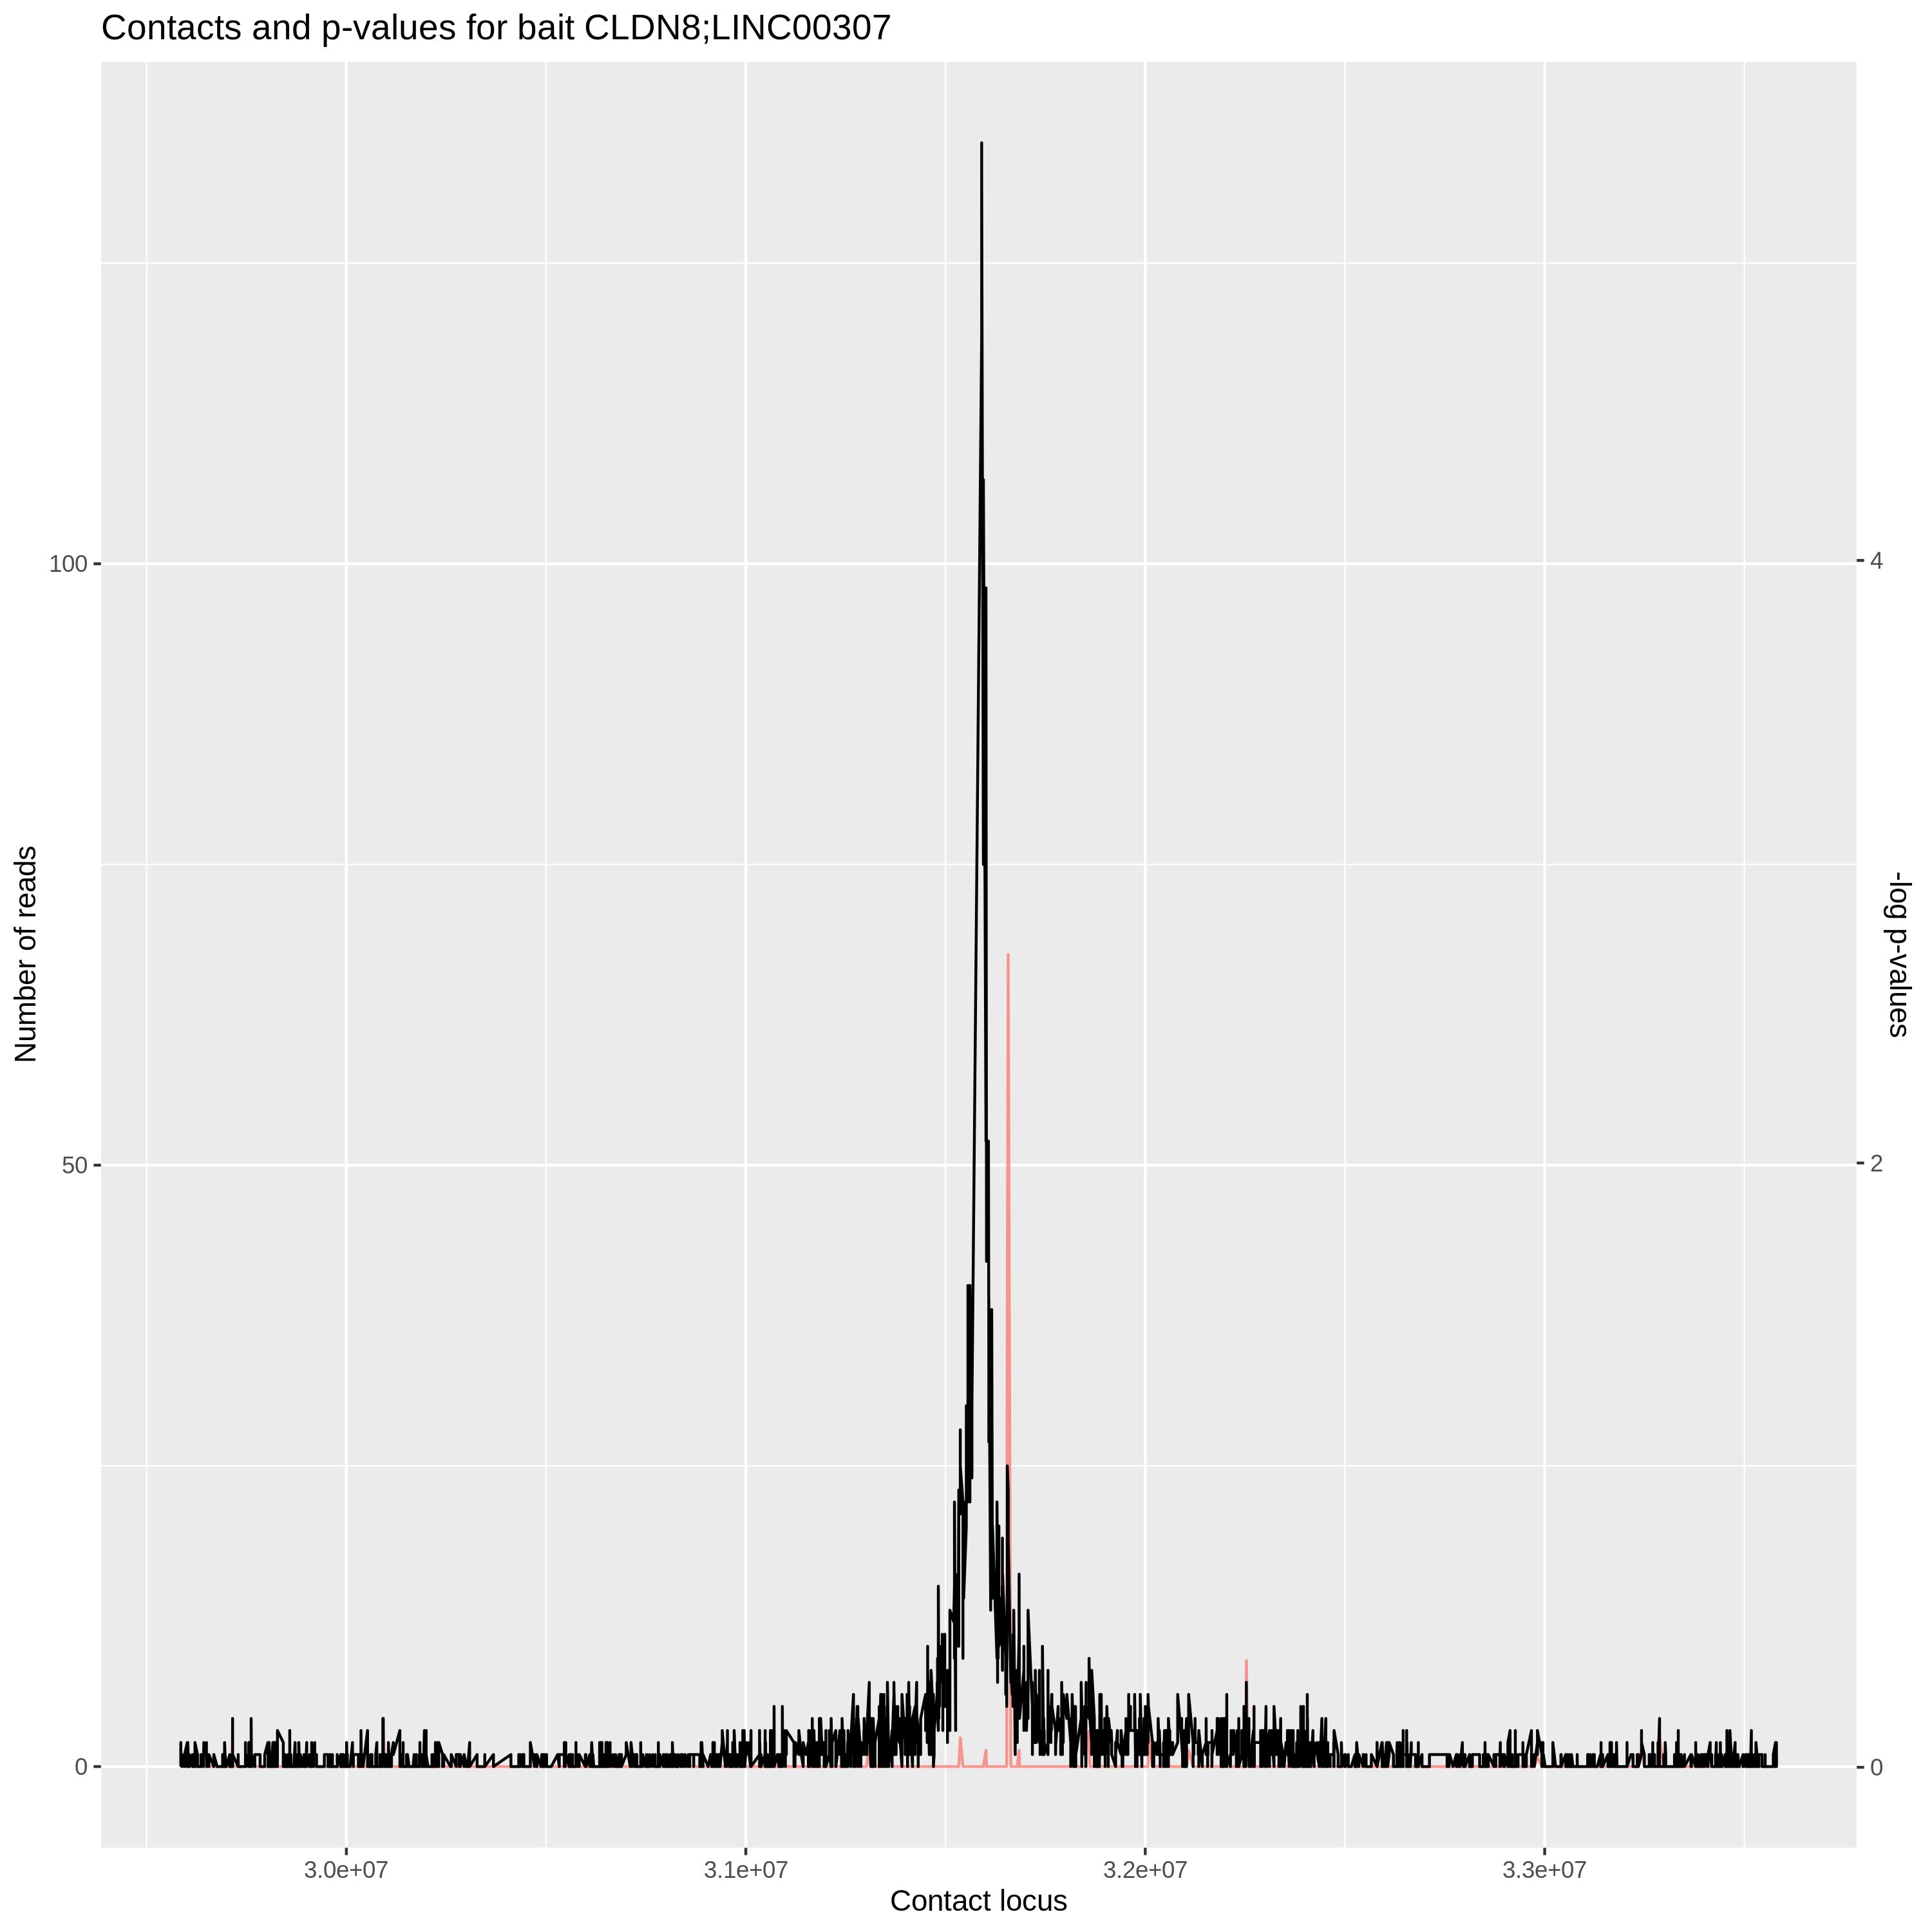 Contacts and p-values for bait CLDN8;LINC00307
100
50
0
Number of reads
4
2
0
-log p-values
3.0e+07
3.1e+07
3.2e+07
3.3e+07
Contact locus